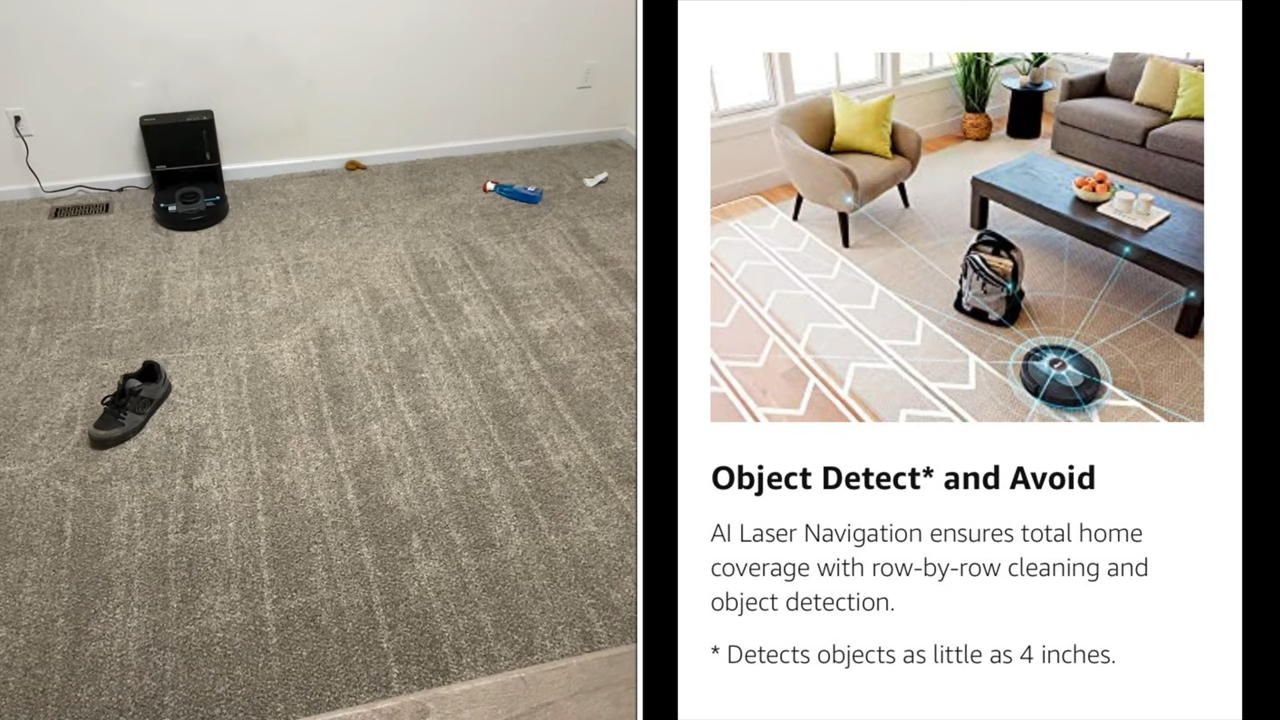 Object Detect* and Avoid
AI Laser Navigation ensures total home
coverage with row-by-row cleaning and
object detection.
* Detects objects as little as 4 inches.